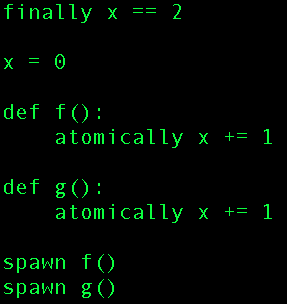 finally x == 2
x = 0
def f():
    atomically x += 1
def g():
    atomically x += 1
spawn f()
spawn g()